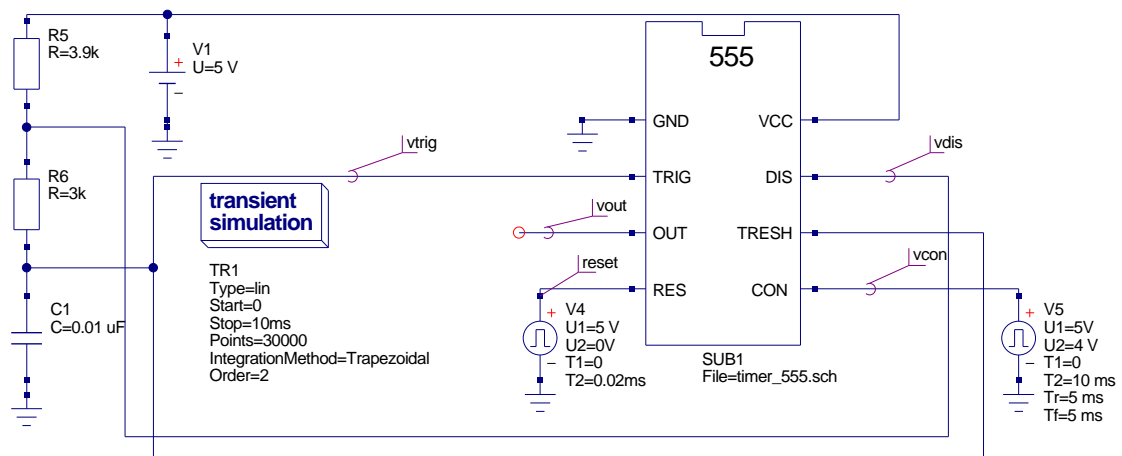 R5
R=3.9k
V1
U=5 V
+
−
555
GND
VCC
vtrig
vdis
TRIG
DIS
R6
R=3k
transient
simulation
vout
OUT
TRESH
reset
vcon
RES
CON
TR1
Type=lin
Start=0
Stop=10ms
Points=30000
IntegrationMethod=Trapezoidal
Order=2
C1
C=0.01 uF
+
−
V4
U1=5 V
U2=0V
T1=0
T2=0.02ms
SUB1
File=timer_555.sch
+
−
V5
U1=5V
U2=4 V
T1=0
T2=10 ms
Tr=5 ms
Tf=5 ms